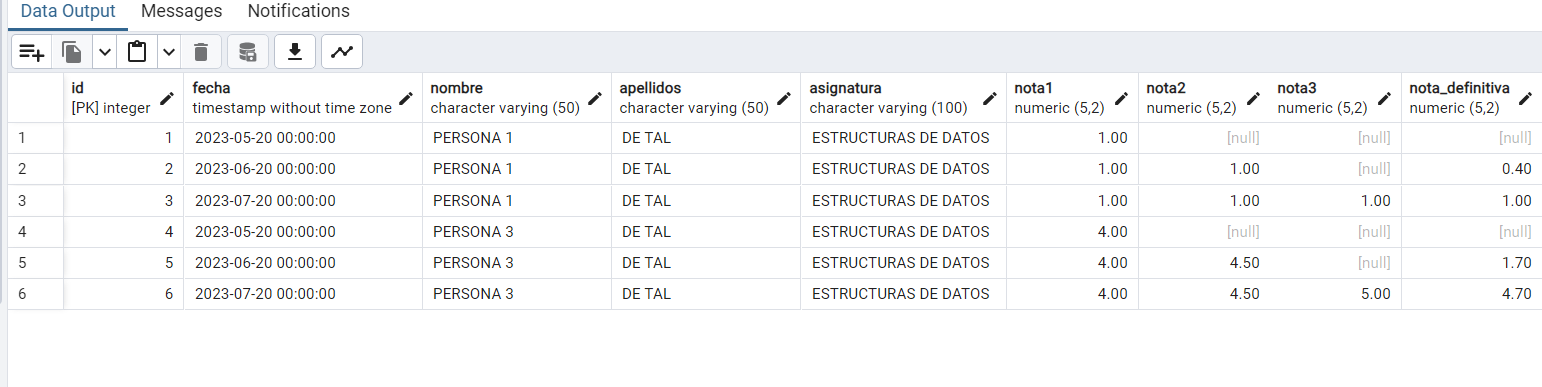 Data Output Messages Notifications
id fecha nombre apellidos asignatura nota1 nota2 nota3 nota_definitiva
[PK] integer timestamp without time zone character varying (50) character varying (50) character varying (100) numeric (5,2) numeric (5,2) numeric (5,2) numeric (5,2)
1 1 2023-05-20 00:00:00 PERSONA 1 DE TAL ESTRUCTURAS DE DATOS 1.00 [null] [null] [null]
2 2 2023-06-20 00:00:00 PERSONA 1 DE TAL ESTRUCTURAS DE DATOS 1.00 1.00 [null] 0.40
3 3 2023-07-20 00:00:00 PERSONA 1 DE TAL ESTRUCTURAS DE DATOS 1.00 1.00 1.00 1.00
4 4 2023-05-20 00:00:00 PERSONA 3 DE TAL ESTRUCTURAS DE DATOS 4.00 [null] [null] [null]
5 5 2023-06-20 00:00:00 PERSONA 3 DE TAL ESTRUCTURAS DE DATOS 4.00 4.50 [null] 1.70
6 6 2023-07-20 00:00:00 PERSONA 3 DE TAL ESTRUCTURAS DE DATOS 4.00 4.50 5.00 4.70